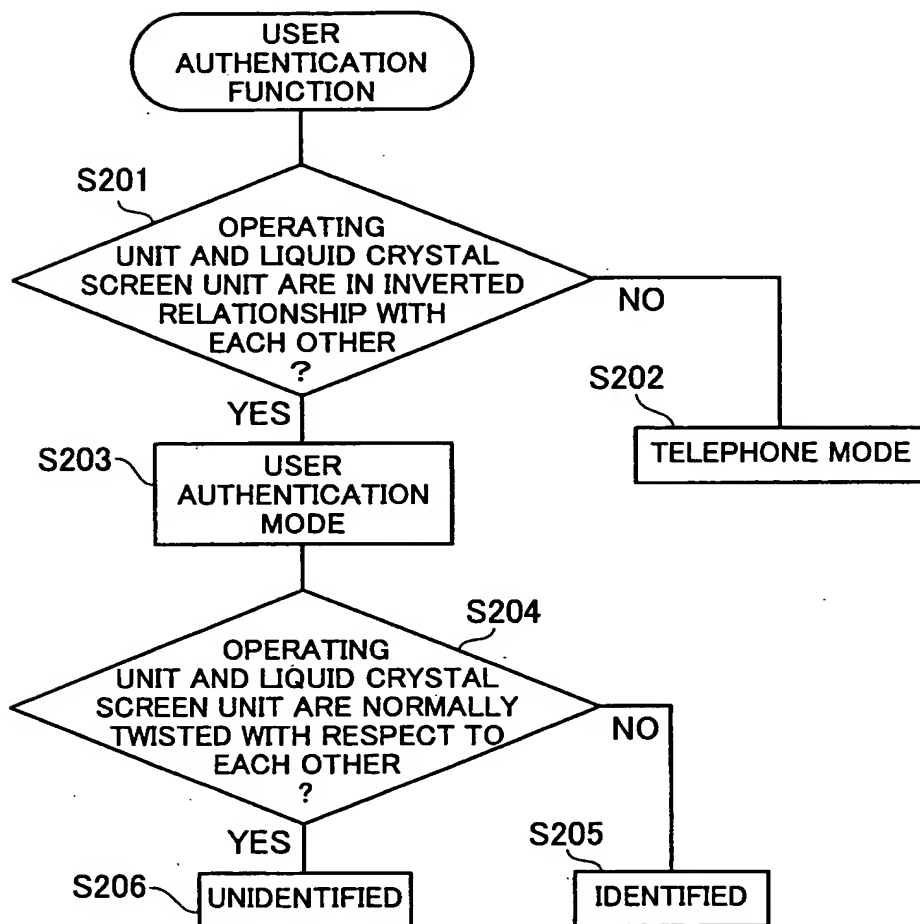 USER
AUTHENTICATION
FUNCTION
S201
OPERATING
UNIT AND LIQUID CRYSTAL
SCREEN UNIT ARE IN INVERTED
RELATIONSHIP WITH
EACH OTHER
?
NO
YES
S202
TELEPHONE MODE
S203
USER
AUTHENTICATION
MODE
S204
OPERATING
UNIT AND LIQUID CRYSTAL
SCREEN UNIT ARE NORMALLY
TWISTED WITH RESPECT TO
EACH OTHER
?
NO
YES
S205
IDENTIFIED
S206
UNIDENTIFIED